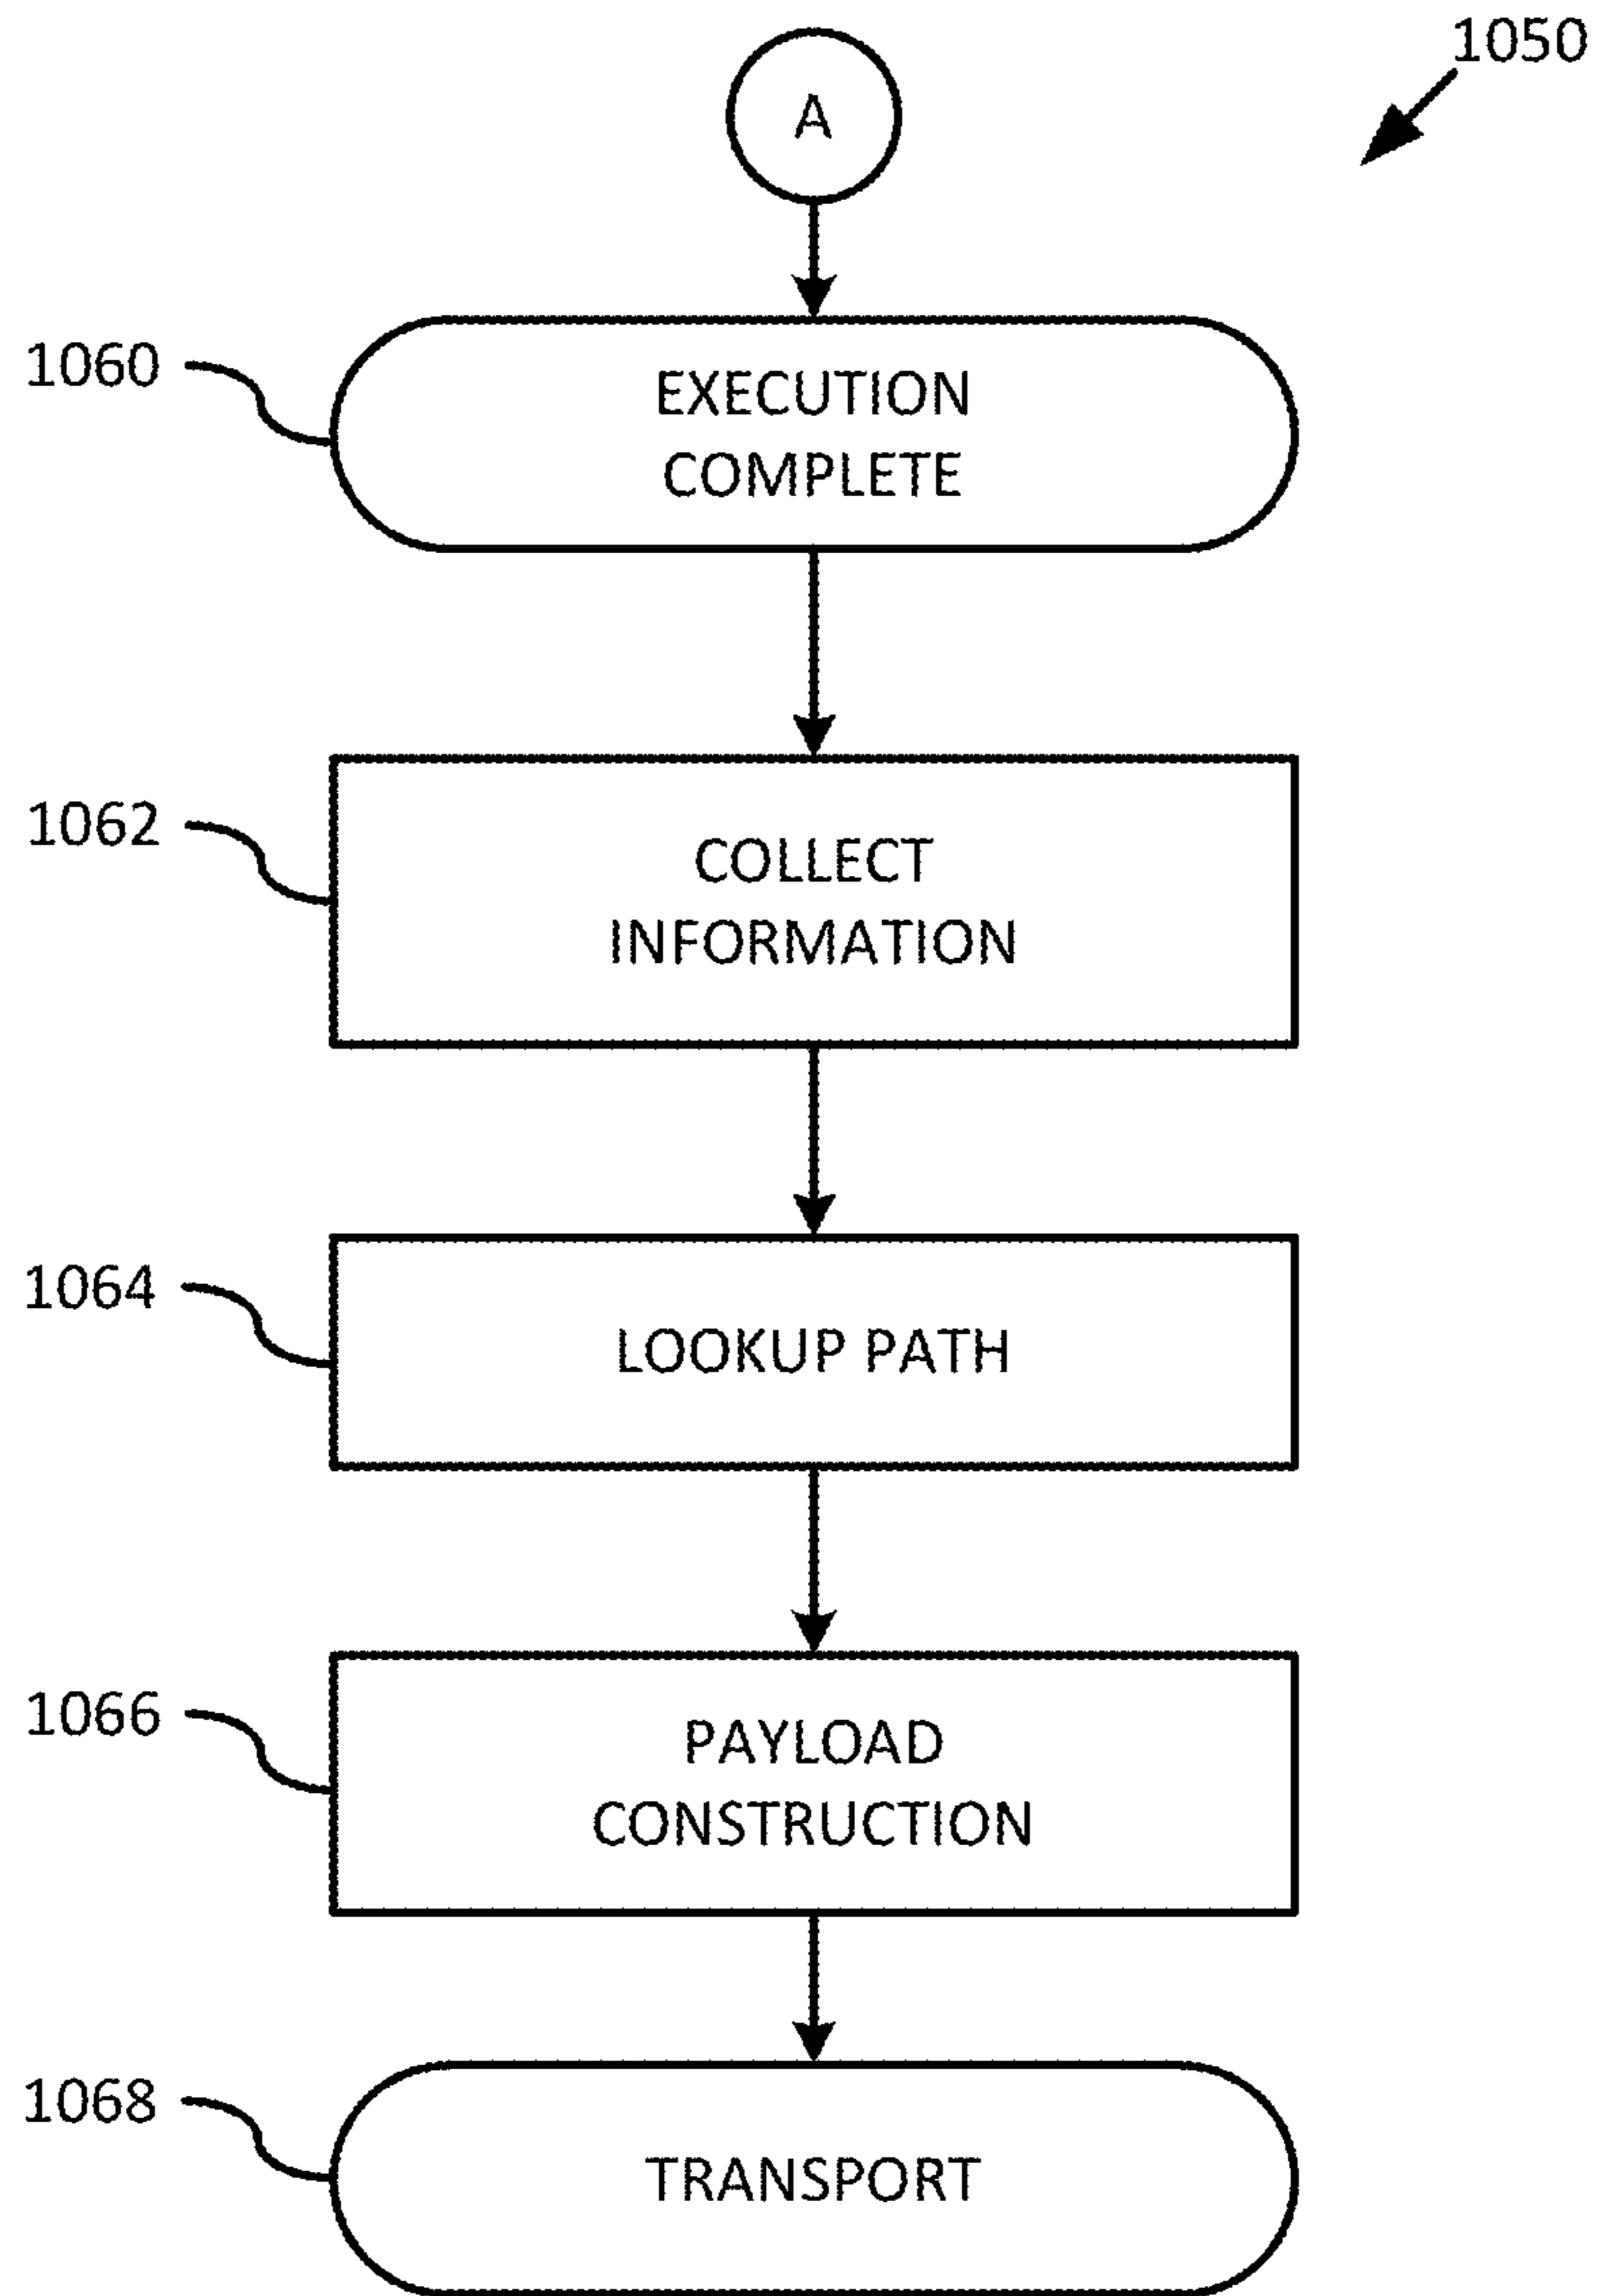 1050
A
1060
EXECUTION
COMPLETE
1062
COLLECT
INFORMATION
1064
LOOKUP PATH
1066
PAYLOAD
CONSTRUCTION
1068
TRANSPORT